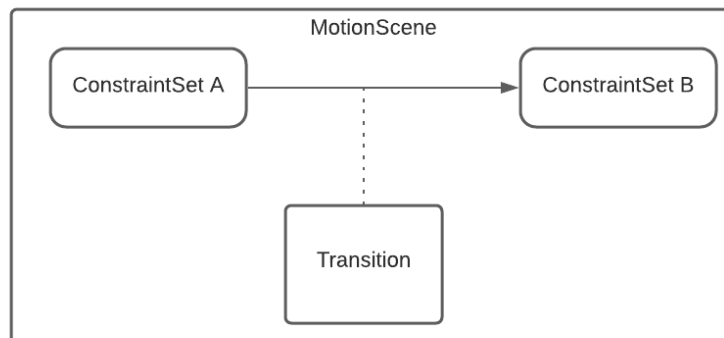 MotionScene
ConstraintSet A
ConstraintSet B
Transition